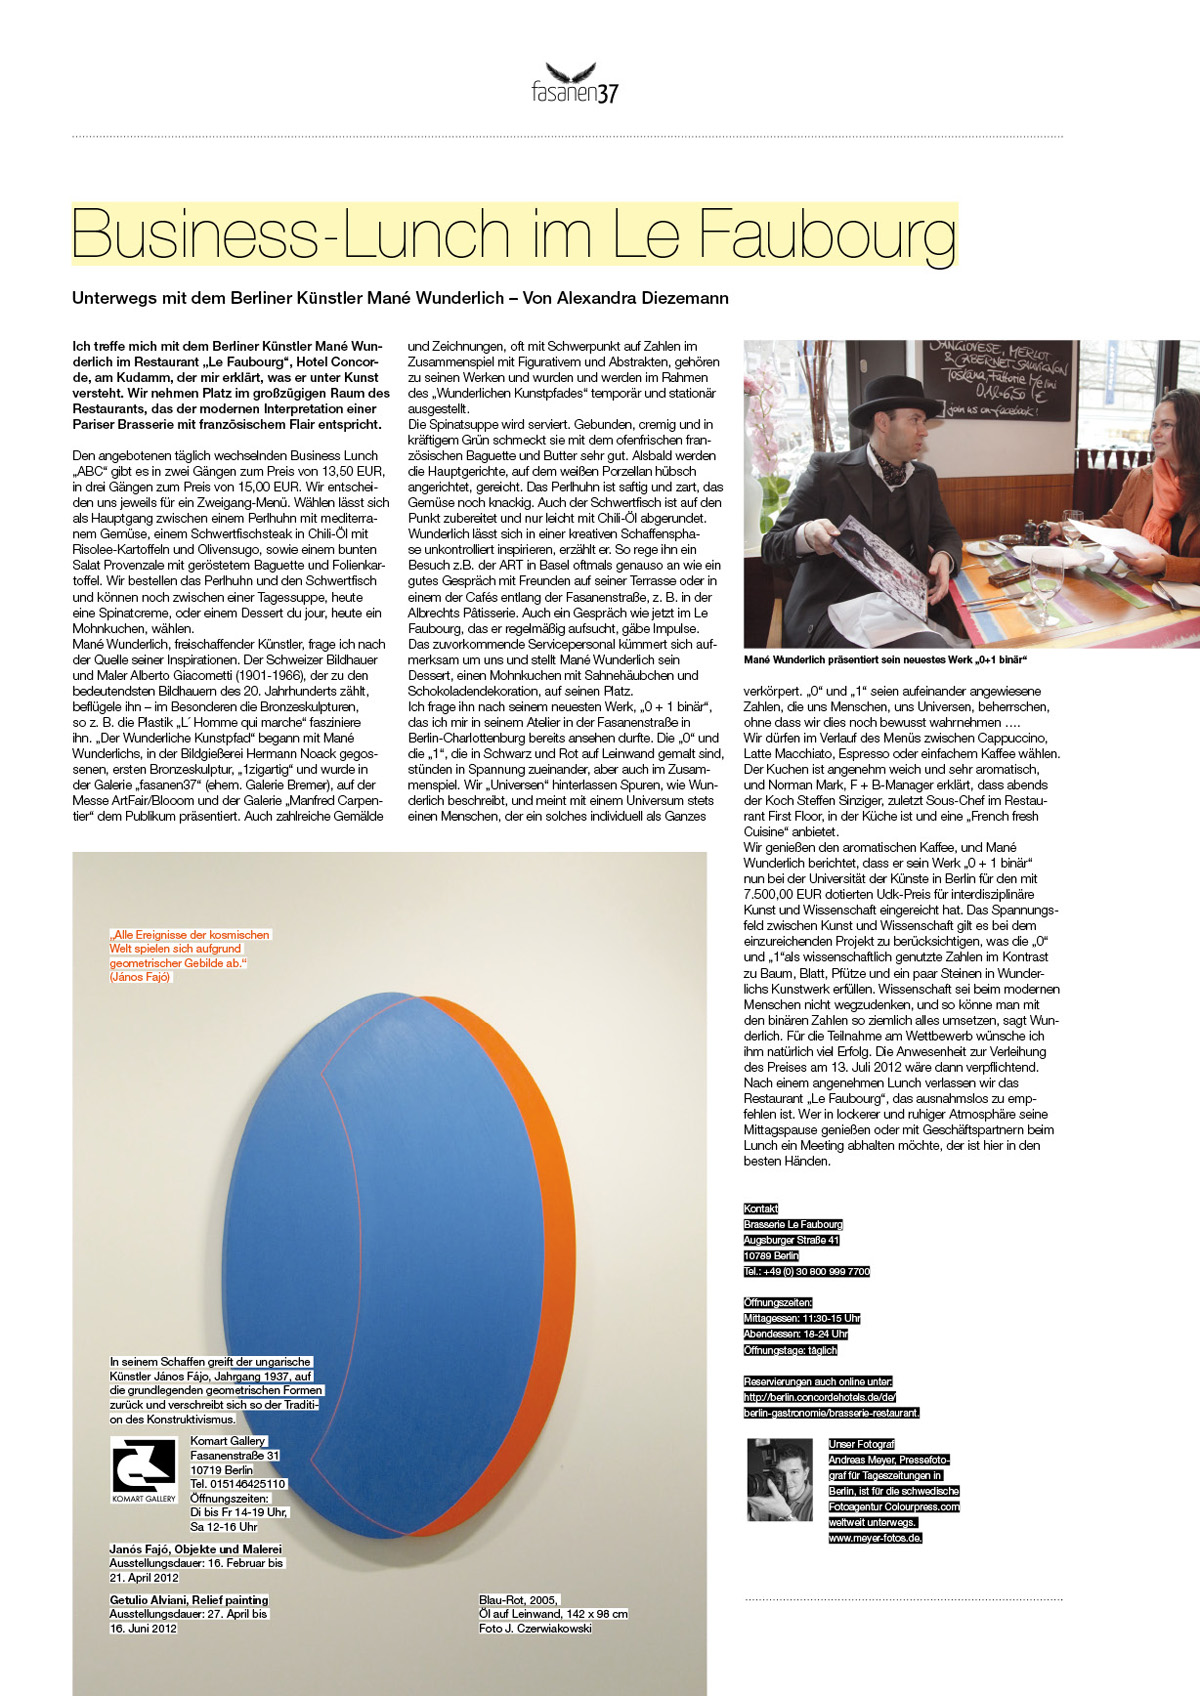 fasanen37
Business-Lunch im Le Faubourg
Unterwegs mit dem Berliner Künstler Mané Wunderlich – Von Alexandra Diezemann
Ich treffe mich mit dem Berliner Künstler Mané Wun-
derlich im Restaurant „Le Faubourg“, Hotel Concor-
de, am Kudamm, der mir erklärt, was er unter Kunst
versteht. Wir nehmen Platz im großzügigen Raum des
Restaurants, das der modernen Interpretation einer
Pariser Brasserie mit französischem Flair entspricht.
Den angebotenen täglich wechselnden Business Lunch
„ABC“ gibt es in zwei Gängen zum Preis von 13,50 EUR,
in drei Gängen zum Preis von 15,00 EUR. Wir entschei-
den uns jeweils für ein Zweigang-Menü. Wählen lässt sich
als Hauptgang zwischen einem Perlhuhn mit mediterra-
nem Gemüse, einem Schwertfischsteak in Chili-Öl mit
Risolee-Kartoffeln und Olivensugo, sowie einem bunten
Salat Provenzale mit geröstetem Baguette und Folienkar-
toffel. Wir bestellen das Perlhuhn und den Schwertfisch
und können noch zwischen einer Tagessuppe, heute
eine Spinatcreme, oder einem Dessert du jour, heute ein
Mohnkuchen, wählen.
Mané Wunderlich, freischaffender Künstler, frage ich nach
der Quelle seiner Inspirationen. Der Schweizer Bildhauer
und Maler Alberto Giacometti (1901-1966), der zu den
bedeutendsten Bildhauern des 20. Jahrhunderts zählt,
beflügele ihn – im Besonderen die Bronzeskulpturen,
so z. B. die Plastik „L´ Homme qui marche“ fasziniere
ihn. „Der Wunderliche Kunstpfad“ begann mit Mané
Wunderlichs, in der Bildgießerei Hermann Noack gegos-
senen, ersten Bronzeskulptur, „1zigartig“ und wurde in
der Galerie „fasanen37“ (ehem. Galerie Bremer), auf der
Messe ArtFair/Blooom und der Galerie „Manfred Carpen-
tier“ dem Publikum präsentiert. Auch zahlreiche Gemälde
und Zeichnungen, oft mit Schwerpunkt auf Zahlen im
Zusammenspiel mit Figurativem und Abstrakten, gehören
zu seinen Werken und wurden und werden im Rahmen
des „Wunderlichen Kunstpfades“ temporär und stationär
ausgestellt.
Die Spinatsuppe wird serviert. Gebunden, cremig und in
kräftigem Grün schmeckt sie mit dem ofenfrischen fran-
zösischen Baguette und Butter sehr gut. Alsbald werden
die Hauptgerichte, auf dem weißen Porzellan hübsch
angerichtet, gereicht. Das Perlhuhn ist saftig und zart, das
Gemüse noch knackig. Auch der Schwertfisch ist auf den
Punkt zubereitet und nur leicht mit Chili-Öl abgerundet.
Wunderlich lässt sich in einer kreativen Schaffenspha-
se unkontrolliert inspirieren, erzählt er. So rege ihn ein
Besuch z.B. der ART in Basel oftmals genauso an wie ein
gutes Gespräch mit Freunden auf seiner Terrasse oder in
einem der Cafés entlang der Fasanenstraße, z. B. in der
Albrechts Pâtisserie. Auch ein Gespräch wie jetzt im Le
Faubourg, das er regelmäßig aufsucht, gäbe Impulse.
Das zuvorkommende Servicepersonal kümmert sich auf-
merksam um uns und stellt Mané Wunderlich sein
Dessert, einen Mohnkuchen mit Sahnehäubchen und
Schokoladendekoration, auf seinen Platz.
Ich frage ihn nach seinem neuesten Werk, „0 + 1 binär“,
das ich mir in seinem Atelier in der Fasanenstraße in
Berlin-Charlottenburg bereits ansehen durfte. Die „0“ und
die „1“, die in Schwarz und Rot auf Leinwand gemalt sind,
stünden in Spannung zueinander, aber auch im Zusam-
menspiel. Wir „Universen“ hinterlassen Spuren, wie Wun-
derlich beschreibt, und meint mit einem Universum stets
einen Menschen, der ein solches individuell als Ganzes
SANGIOVESE, MERLOT
& CABERNET SAUVIGNON
Toskana, Fattorie Melini
0,1l 6,50 €
join us on facebook!
Mané Wunderlich präsentiert sein neuestes Werk „0+1 binär“
verkörpert. „0“ und „1“ seien aufeinander angewiesene
Zahlen, die uns Menschen, uns Universen, beherrschen,
ohne dass wir dies noch bewusst wahrnehmen ….
Wir dürfen im Verlauf des Menüs zwischen Cappuccino,
Latte Macchiato, Espresso oder einfachem Kaffee wählen.
Der Kuchen ist angenehm weich und sehr aromatisch,
und Norman Mark, F + B-Manager erklärt, dass abends
der Koch Steffen Sinziger, zuletzt Sous-Chef im Restau-
rant First Floor, in der Küche ist und eine „French fresh
Cuisine“ anbietet.
Wir genießen den aromatischen Kaffee, und Mané
Wunderlich berichtet, dass er sein Werk „0 + 1 binär“
nun bei der Universität der Künste in Berlin für den mit
7.500,00 EUR dotierten Udk-Preis für interdisziplinäre
Kunst und Wissenschaft eingereicht hat. Das Spannungs-
feld zwischen Kunst und Wissenschaft gilt es bei dem
einzureichenden Projekt zu berücksichtigen, was die „0“
und „1“als wissenschaftlich genutzte Zahlen im Kontrast
zu Baum, Blatt, Pfütze und ein paar Steinen in Wunder-
lichs Kunstwerk erfüllen. Wissenschaft sei beim modernen
Menschen nicht wegzudenken, und so könne man mit
den binären Zahlen so ziemlich alles umsetzen, sagt Wun-
derlich. Für die Teilnahme am Wettbewerb wünsche ich
ihm natürlich viel Erfolg. Die Anwesenheit zur Verleihung
des Preises am 13. Juli 2012 wäre dann verpflichtend.
Nach einem angenehmen Lunch verlassen wir das
Restaurant „Le Faubourg“, das ausnahmslos zu emp-
fehlen ist. Wer in lockerer und ruhiger Atmosphäre seine
Mittagspause genießen oder mit Geschäftspartnern beim
Lunch ein Meeting abhalten möchte, der ist hier in den
besten Händen.
Kontakt
Brasserie Le Faubourg
Augsburger Straße 41
10789 Berlin
Tel.: +49 (0) 30 800 999 7700
Öffnungszeiten:
Mittagessen: 11:30-15 Uhr
Abendessen: 18-24 Uhr
Öffnungstage: täglich
Reservierungen auch online unter:
http://berlin.concordehotels.de/de/
berlin-gastronomie/brasserie-restaurant.
Unser Fotograf
Andreas Meyer, Pressefoto-
graf für Tageszeitungen in
Berlin, ist für die schwedische
Fotoagentur Colourpress.com
weltweit unterwegs.
www.meyer-fotos.de.
„Alle Ereignisse der kosmischen
Welt spielen sich aufgrund
geometrischer Gebilde ab.“
(János Fajó)
In seinem Schaffen greift der ungarische
Künstler János Fájo, Jahrgang 1937, auf
die grundlegenden geometrischen Formen
zurück und verschreibt sich so der Traditi-
on des Konstruktivismus.
KOMART GALLERY
Komart Gallery
Fasanenstraße 31
10719 Berlin
Tel. 015146425110
Öffnungszeiten:
Di bis Fr 14-19 Uhr,
Sa 12-16 Uhr
Janós Fajó, Objekte und Malerei
Ausstellungsdauer: 16. Februar bis
21. April 2012
Getulio Alviani, Relief painting
Ausstellungsdauer: 27. April bis
16. Juni 2012
Blau-Rot, 2005,
Öl auf Leinwand, 142 x 98 cm
Foto J. Czerwiakowski